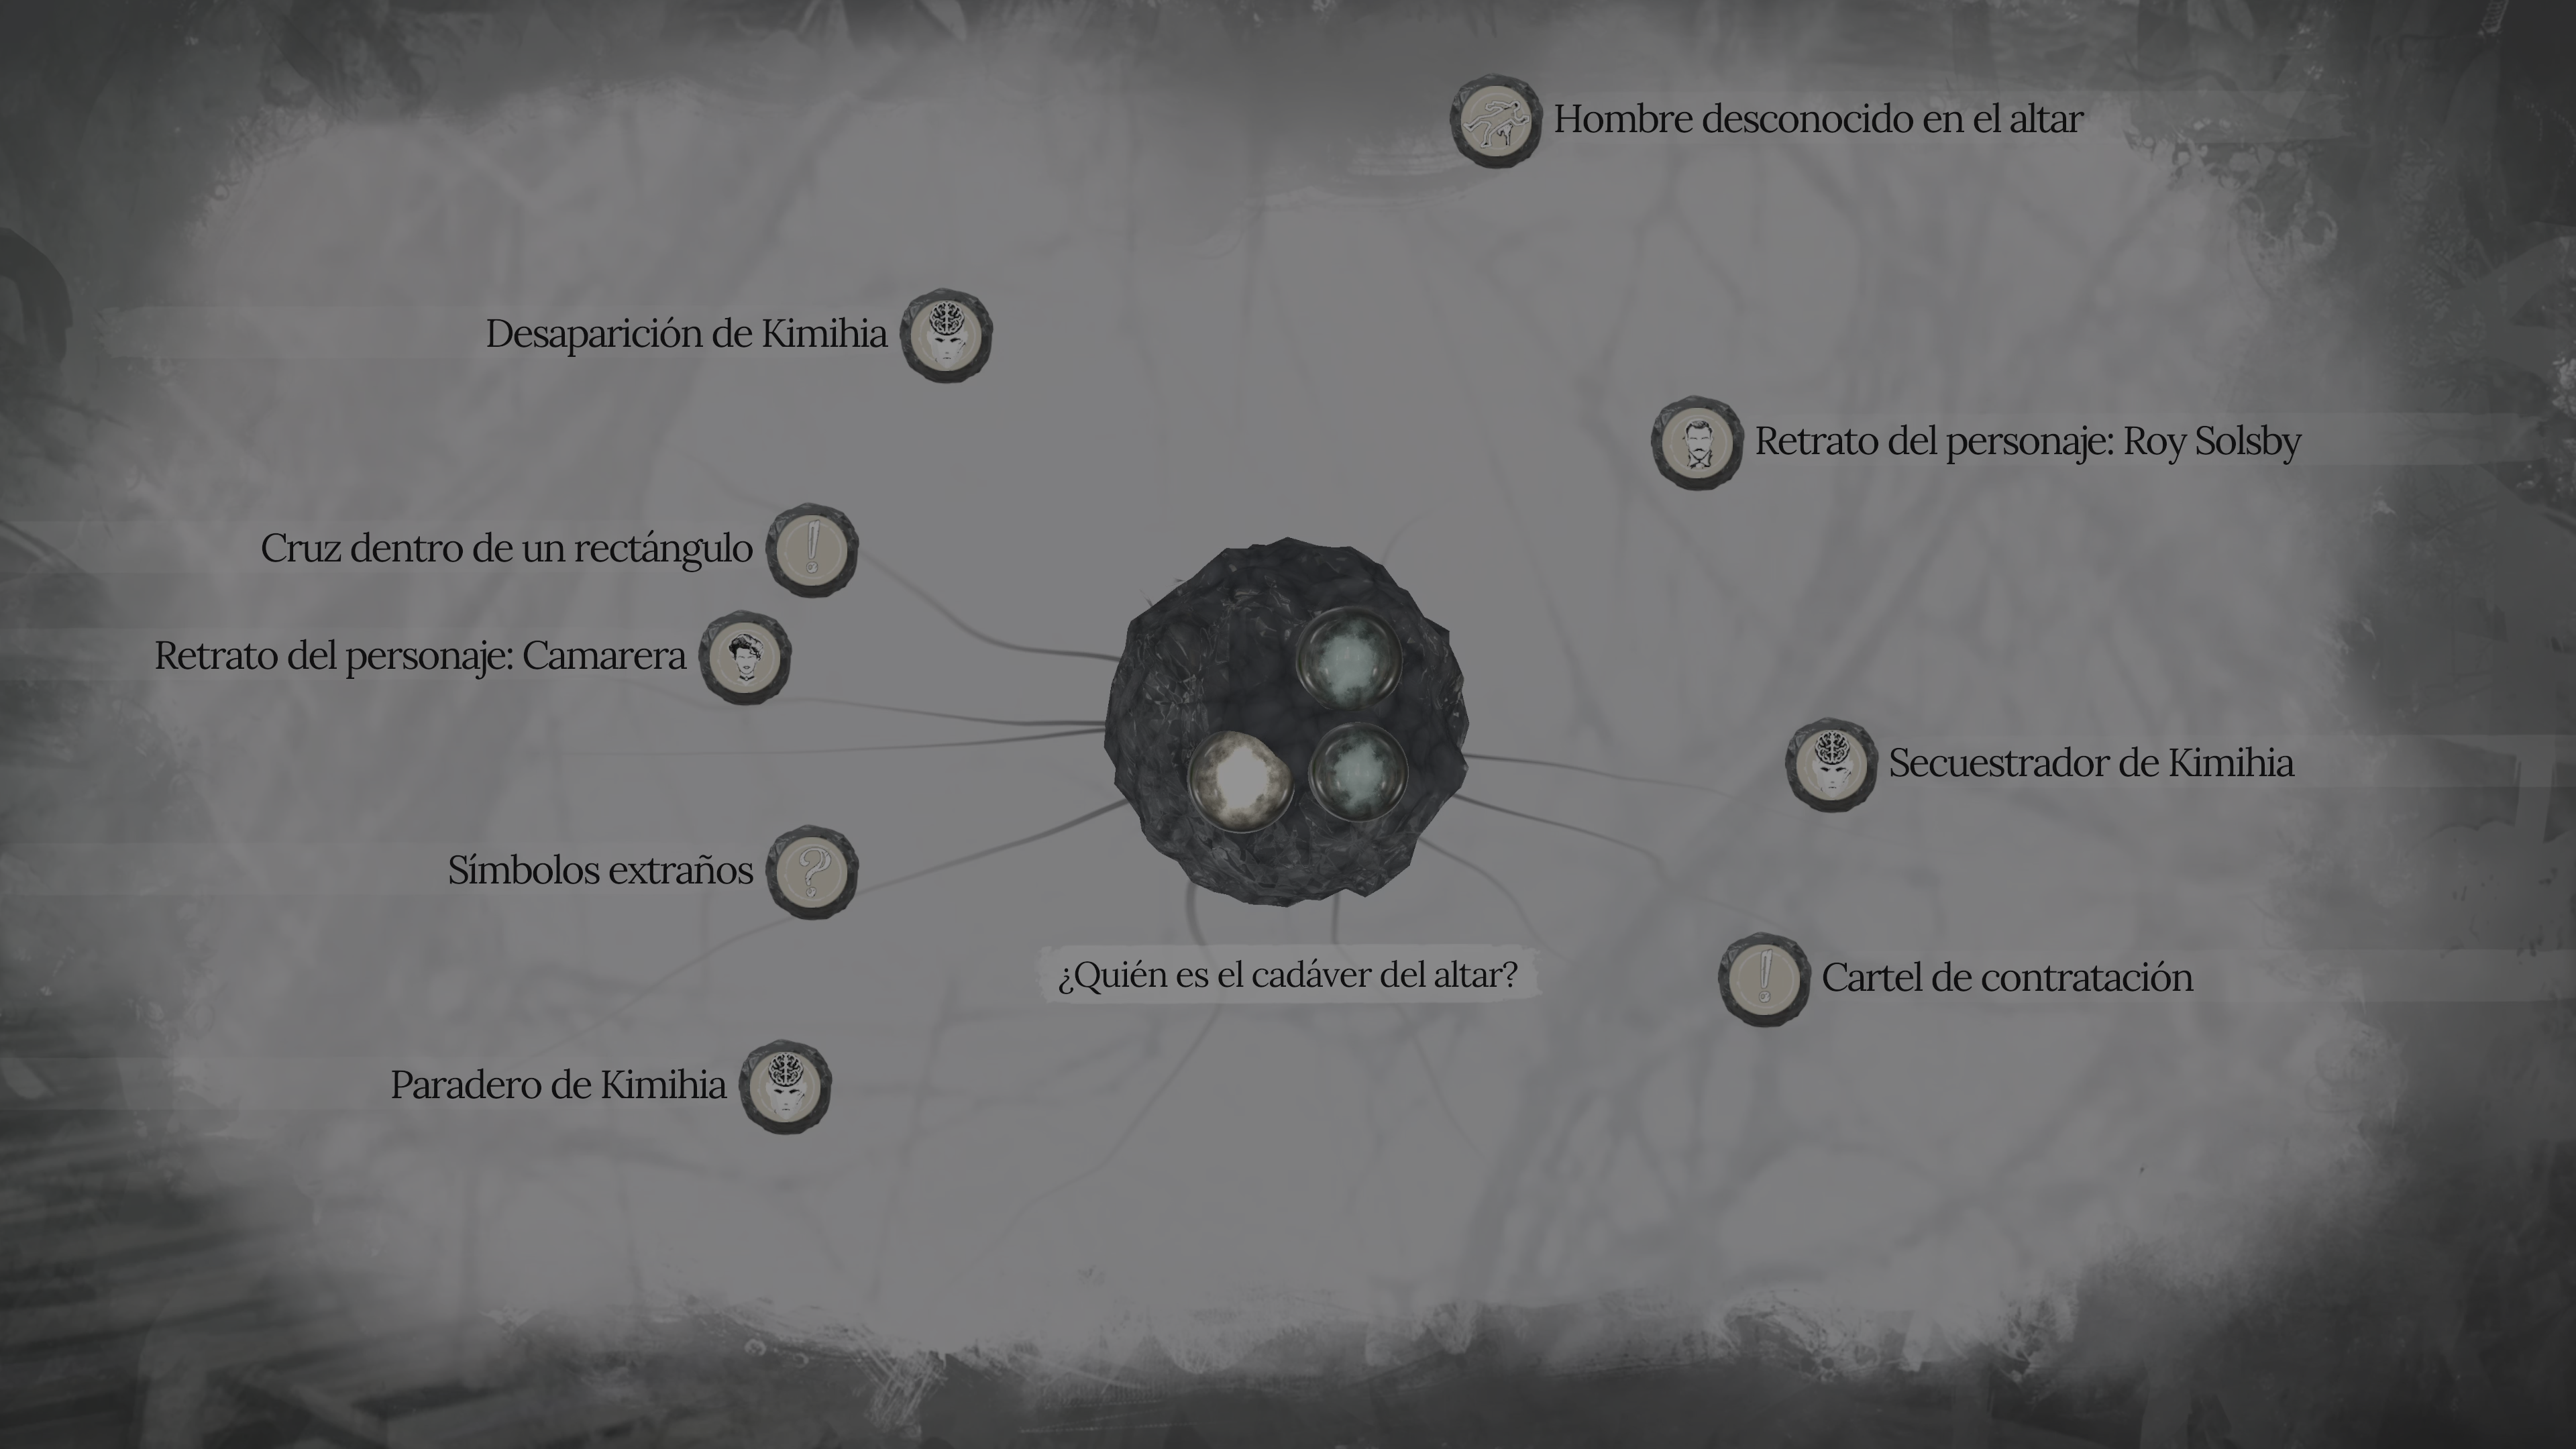 Hombre desconocido en el altar
Desaparición de Kimihia
Retrato del personaje: Roy Solsby
Cruz dentro de un rectángulo
Retrato del personaje: Camarera
Secuestrador de Kimihia
Símbolos extraños
¿Quién es el cadáver del altar?
Cartel de contratación
Paradero de Kimihia